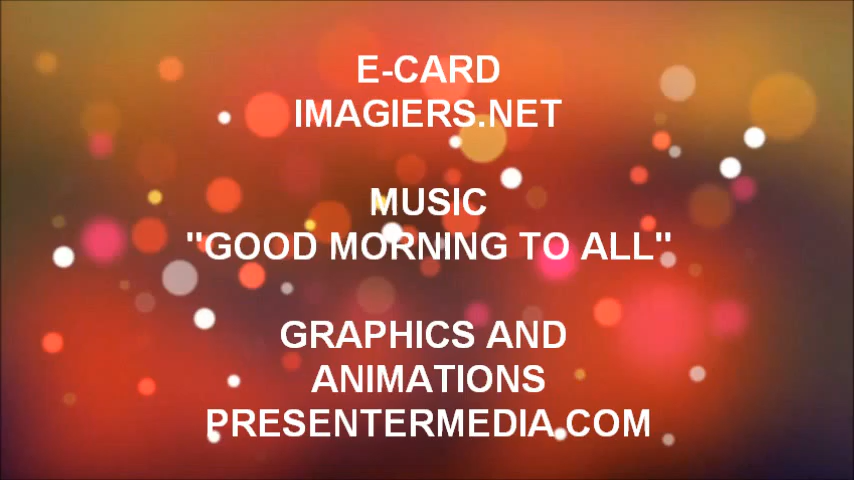 E-CARD
IMAGIERS.NET
MUSIC
"GOOD MORNING TO ALL"
GRAPHICS AND
ANIMATIONS
PRESENTERMEDIA.COM